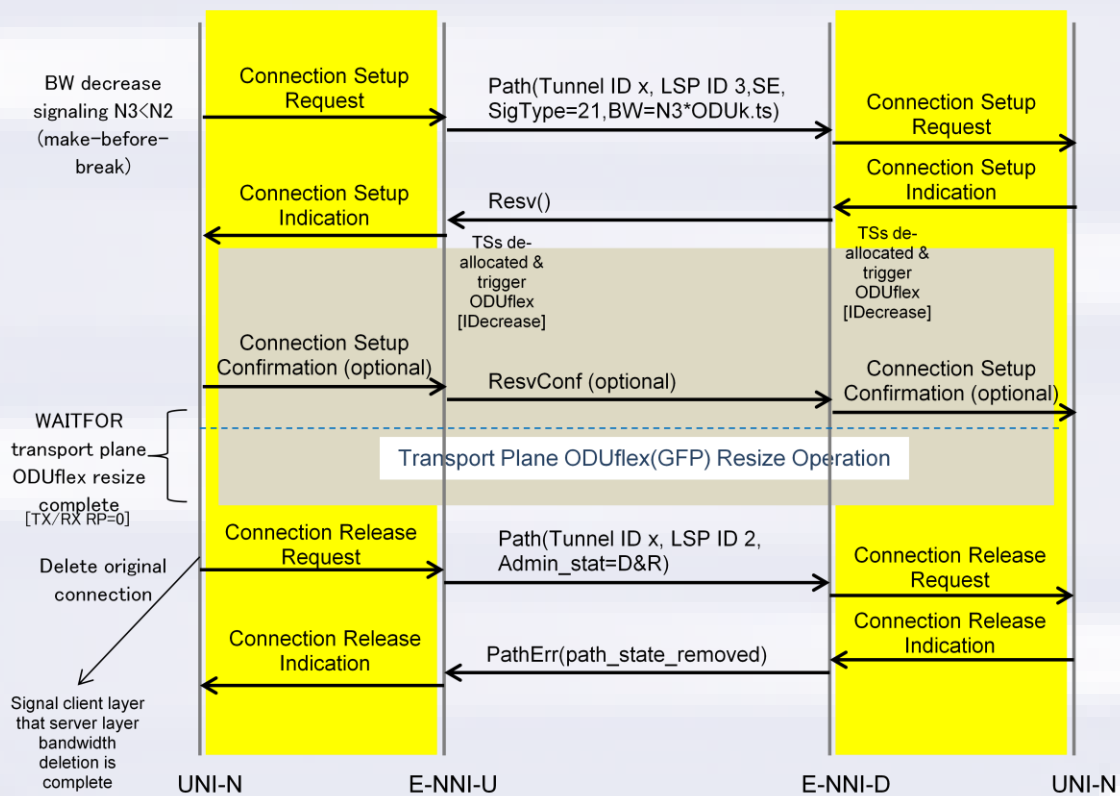 BW decrease
signaling N3<N2
(make-before-
break)
Connection Setup
Request
Path(Tunnel ID x, LSP ID 3,SE,
SigType=21,BW=N3*ODUk.ts)
Connection Setup
Request
Connection Setup
Indication
Resv()
Connection Setup
Indication
TSs de-
allocated &
trigger
ODUflex
[IDecrease]
TSs de-
allocated &
trigger
ODUflex
[IDecrease]
Connection Setup
Confirmation (optional)
ResvConf (optional)
Connection Setup
Confirmation (optional)
WAITFOR
transport plane
ODUflex resize
complete
[TX/RX RP=0]
Transport Plane ODUflex(GFP) Resize Operation
Connection Release
Request
Path(Tunnel ID x, LSP ID 2,
Admin_stat=D&R)
Connection Release
Request
Delete original
connection
Connection Release
Indication
PathErr(path_state_removed)
Connection Release
Indication
Signal client layer
that server layer
bandwidth
deletion is
complete
UNI-N
E-NNI-U
E-NNI-D
UNI-N